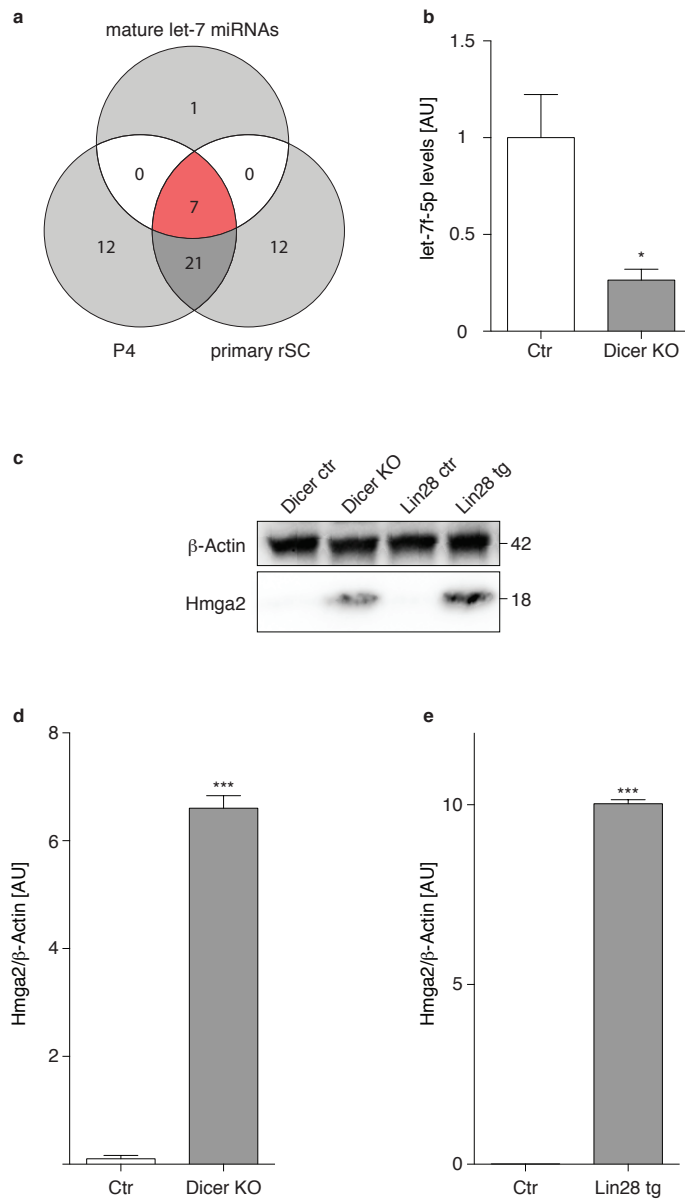 a
mature let-7 miRNAs
1
0
0
7
12
12
21
P4
primary rSC
b
let-7f-5p levels [AU]
1.5
1
0.5
0
*
Ctr
Dicer KO
c
Dicer ctr
Dicer KO
Lin28 ctr
Lin28 tg
β-Actin
42
Hmga2
18
d
Hmga2/β-Actin [AU]
8
6
4
2
***
Ctr
Dicer KO
e
Hmga2/β-Actin [AU]
10
5
0
***
Ctr
Lin28 tg